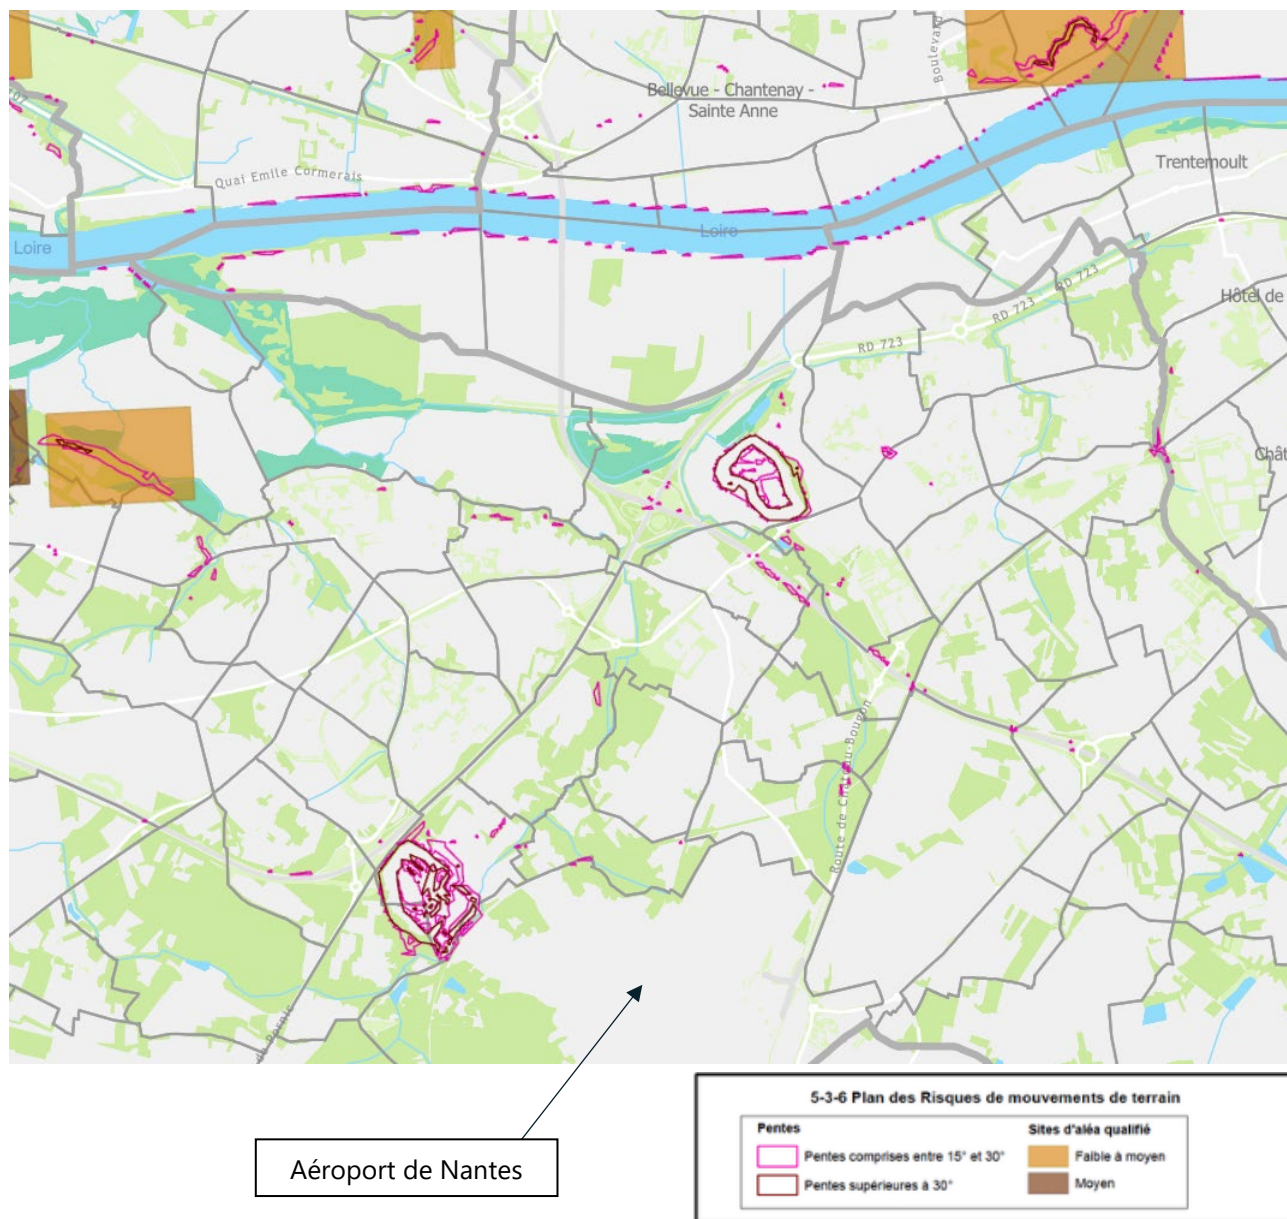 Boulevard
Bellevue - Chantenay -
Sainte Anne
Trentemoult
Quai Emile Cormerais
Loire
Loire
RD 723
RD 723
RD 723
Hôtel de
Chât
Route de Château-Bougon
Aéroport de Nantes
5-3-6 Plan des Risques de mouvements de terrain
Pentes
Sites d'aléa qualifié
Pentes comprises entre 15° et 30°
Faible à moyen
Pentes supérieures à 30°
Moyen